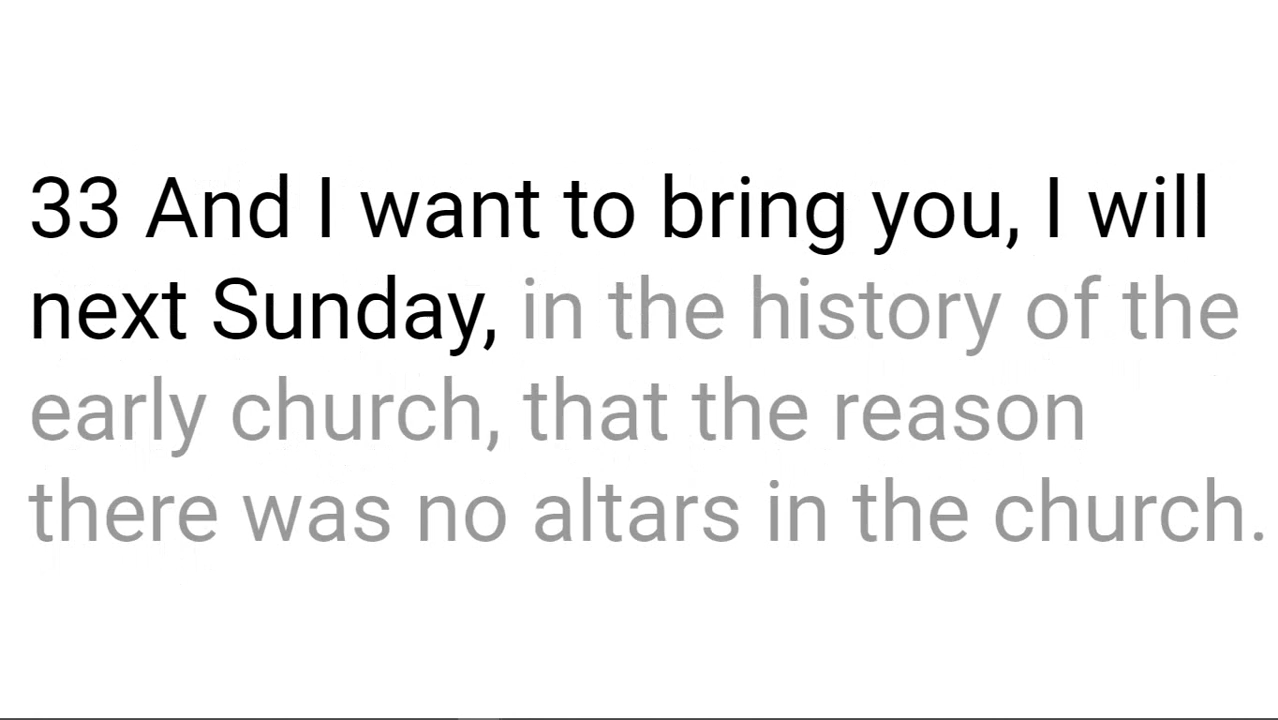 33 And I want to bring you, I will
next Sunday, in the history of the
early church, that the reason
there was no altars in the church.